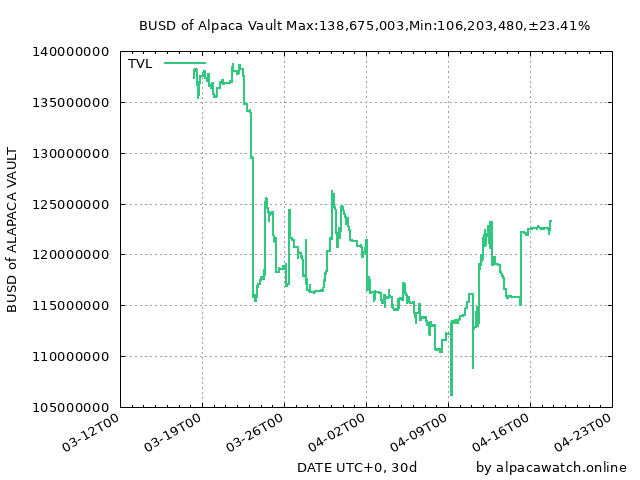 BUSD of Alpaca Vault Max:138,675,003,Min:106,203,480,±23.41%
TVL
140000000
135000000
130000000
125000000
120000000
115000000
110000000
105000000
BUSD of ALAPACA VAULT
03-12T00
03-19T00
03-26T00
04-02T00
04-09T00
04-16T00
04-23T00
DATE UTC+0, 30d
by alpacawatch.online